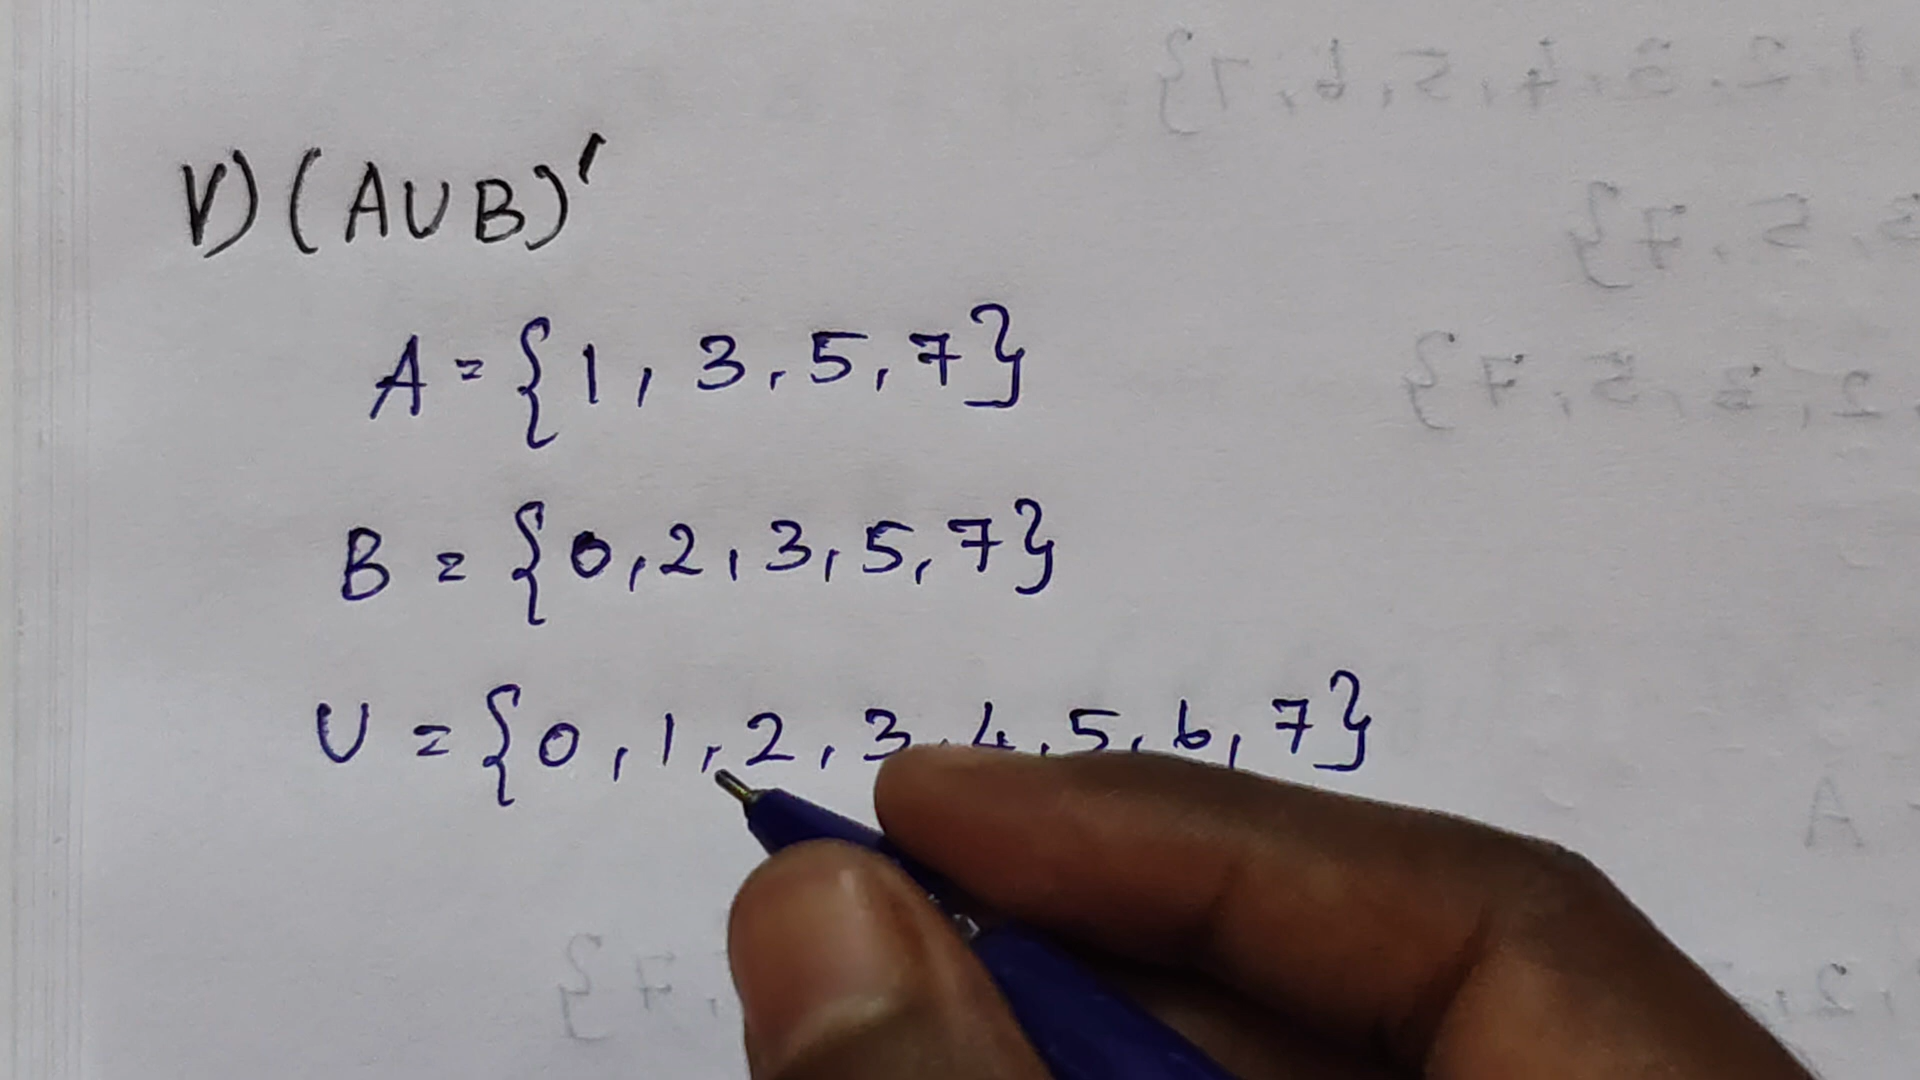 V) (A∪B)'
A = {1, 3, 5, 7}
B = {0, 2, 3, 5, 7}
U = {0, 1, 2, 3, 4, 5, 6, 7}